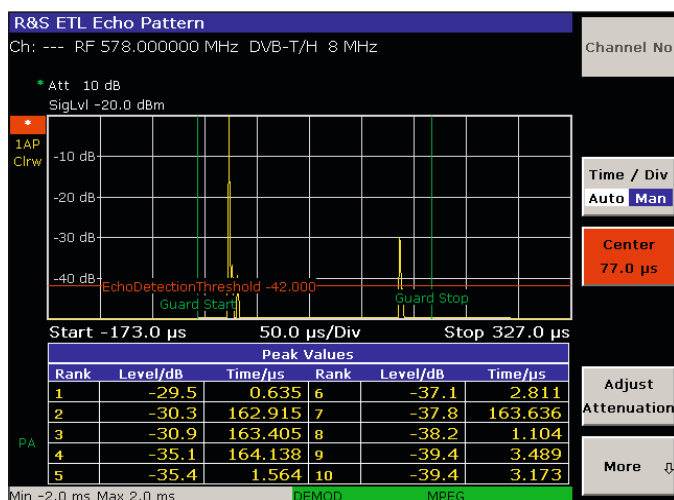 R&S ETL Echo Pattern
Ch: --- RF 578.000000 MHz DVB-T/H 8 MHz
Channel No
* Att 10 dB
SigLvl -20.0 dBm
*
1AP
Clrw
-10 dB
-20 dB
-30 dB
-40 dB
EchoDetectionThreshold -42.000
Guard Start
Guard Stop
Time / Div
Auto Man
Center
77.0 µs
Start -173.0 µs 50.0 µs/Div Stop 327.0 µs
Peak Values
Rank Level/dB Time/µs Rank Level/dB Time/µs
1 -29.5 0.635 6 -37.1 2.811
2 -30.3 162.915 7 -37.8 163.636
3 -30.9 163.405 8 -38.2 1.104
4 -35.1 164.138 9 -39.4 3.489
5 -35.4 1.564 10 -39.4 3.173
PA
Adjust
Attenuation
More ⇩
Min -2.0 ms Max 2.0 ms DEMOD MPEG